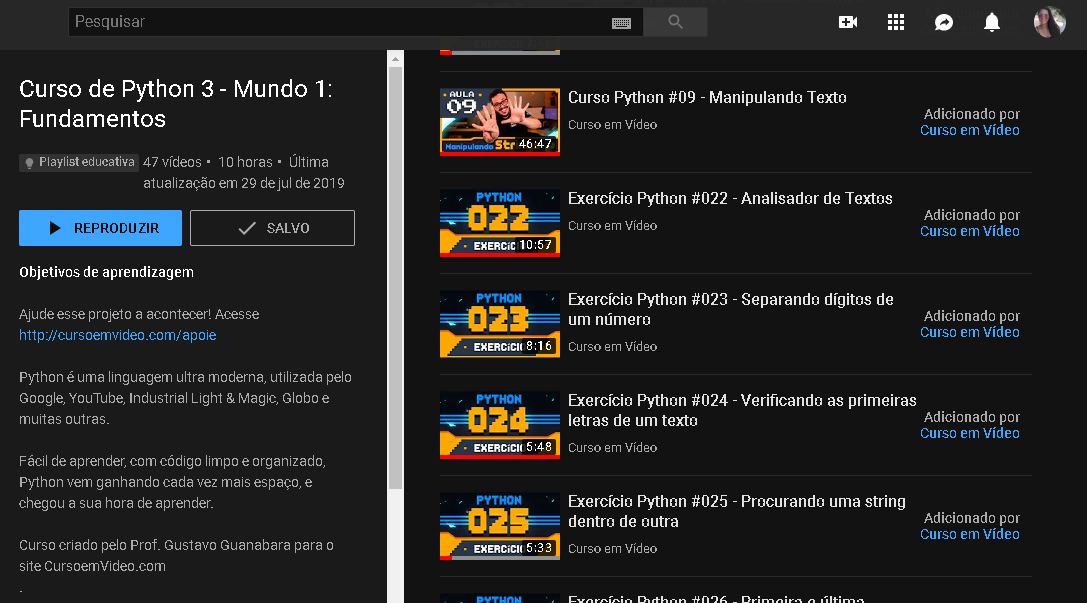 Pesquisar
Curso de Python 3 - Mundo 1:
Fundamentos
Playlist educativa
47 vídeos • 10 horas • Última
atualização em 29 de jul de 2019
REPRODUZIR
SALVO
Objetivos de aprendizagem
Ajude esse projeto a acontecer! Acesse
http://cursoemvideo.com/apoie
Python é uma linguagem ultra moderna, utilizada pelo
Google, YouTube, Industrial Light & Magic, Globo e
muitas outras.
Fácil de aprender, com código limpo e organizado,
Python vem ganhando cada vez mais espaço, e
chegou a sua hora de aprender.
Curso criado pelo Prof. Gustavo Guanabara para o
site CursoemVideo.com
.
AULA
09
Manipulando Str
46:47
Curso Python #09 - Manipulando Texto
Curso em Vídeo
Adicionado por
Curso em Vídeo
PYTHON
022
EXERCÍC
10:57
Exercício Python #022 - Analisador de Textos
Curso em Vídeo
Adicionado por
Curso em Vídeo
PYTHON
023
EXERCÍCI
8:16
Exercício Python #023 - Separando dígitos de
um número
Curso em Vídeo
Adicionado por
Curso em Vídeo
PYTHON
024
EXERCÍCI
5:48
Exercício Python #024 - Verificando as primeiras
letras de um texto
Curso em Vídeo
Adicionado por
Curso em Vídeo
PYTHON
025
EXERCÍCI
5:33
Exercício Python #025 - Procurando uma string
dentro de outra
Curso em Vídeo
Adicionado por
Curso em Vídeo
PYTHON
Exercício Python #026 - Primeira e última